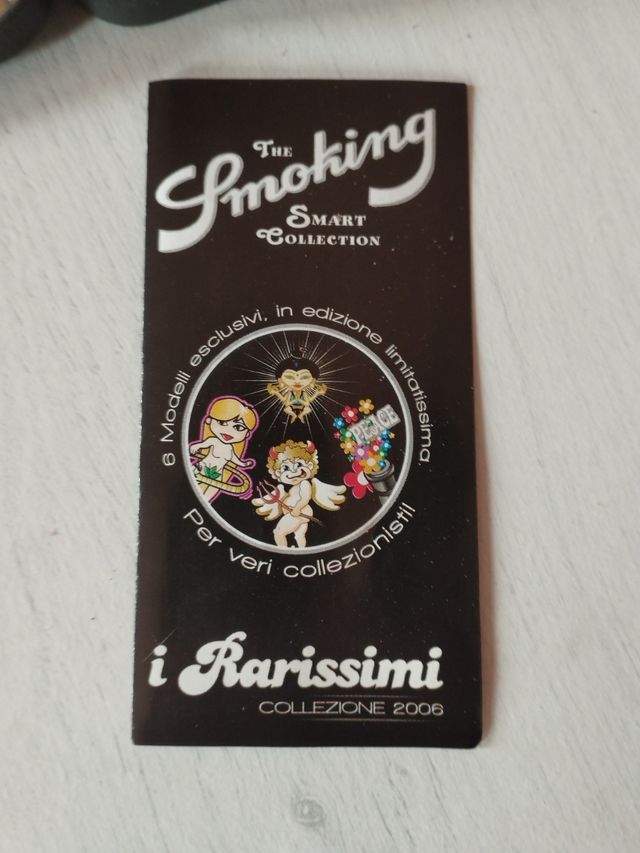 The
Smoking
Smart
Collection
6 Modelli esclusivi, in edizione limitatissima.
PEACE
Per veri collezionisti!
i Rarissimi
COLLEZIONE 2006